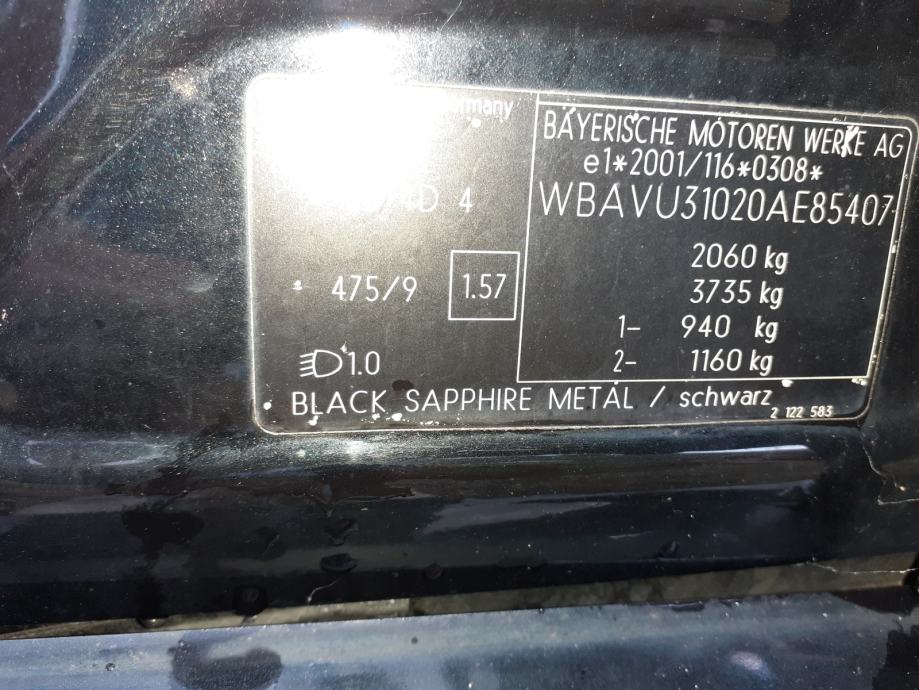 Germany
BAYERISCHE MOTOREN WERKE AG
e1*2001/116*0308*
4D 4
WBAVU31020AE85407
2060 kg
475/9 1.57
3735 kg
1- 940 kg
1.0
2- 1160 kg
BLACK SAPPHIRE METAL / schwarz
2 122 583